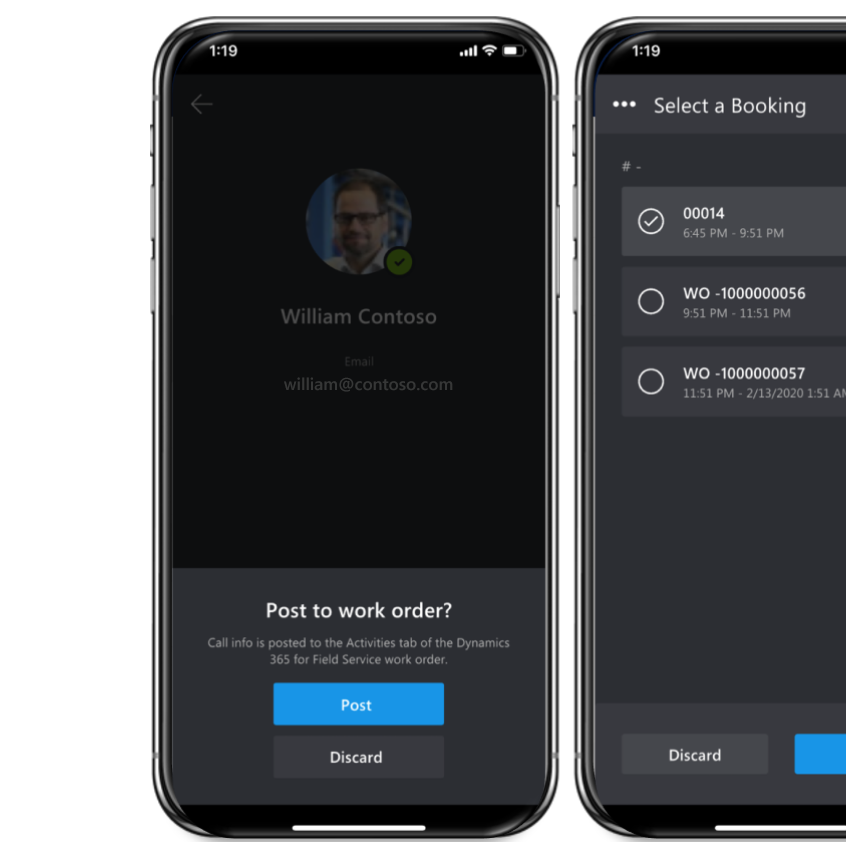 1:19
William Contoso
Email
william@contoso.com
Post to work order?
Call info is posted to the Activities tab of the Dynamics
365 for Field Service work order.
Post
Discard
1:19
••• Select a Booking
# -
00014
6:45 PM - 9:51 PM
WO -1000000056
9:51 PM - 11:51 PM
WO -1000000057
11:51 PM - 2/13/2020 1:51 AM
Discard